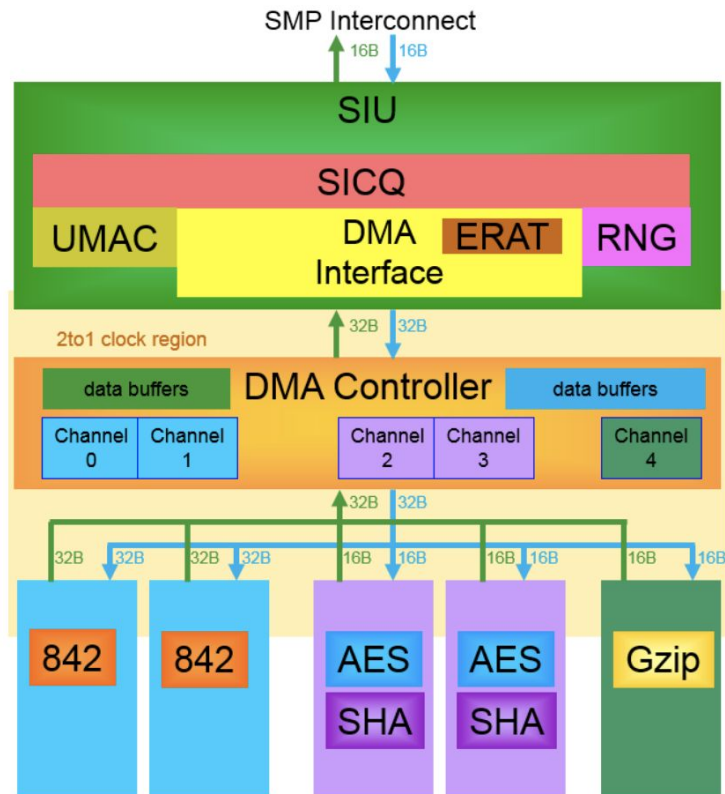 SMP Interconnect
16B 16B
SIU
SICQ
UMAC
DMA
Interface
ERAT
RNG
32B 32B
2to1 clock region
data buffers
DMA Controller
data buffers
Channel
0
Channel
1
Channel
2
Channel
3
Channel
4
32B 32B
32B 32B 32B 32B 16B 16B 16B 16B 16B 16B
842
842
AES
SHA
AES
SHA
Gzip